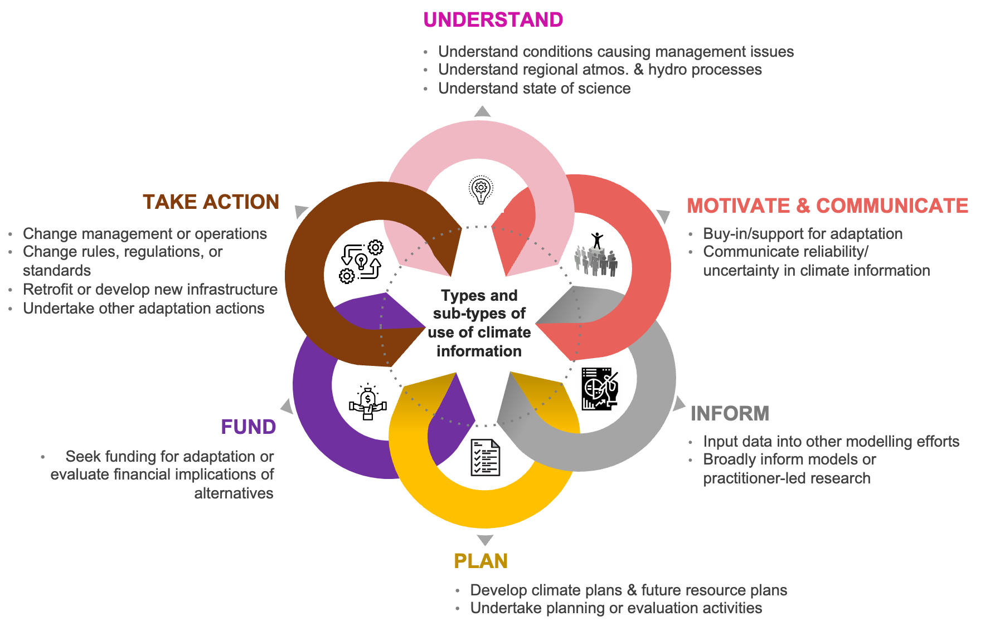 UNDERSTAND
• Understand conditions causing management issues
• Understand regional atmos. & hydro processes
• Understand state of science
MOTIVATE & COMMUNICATE
• Buy-in/support for adaptation
• Communicate reliability/
uncertainty in climate information
INFORM
• Input data into other modelling efforts
• Broadly inform models or
practitioner-led research
PLAN
• Develop climate plans & future resource plans
• Undertake planning or evaluation activities
FUND
• Seek funding for adaptation or
evaluate financial implications of
alternatives
TAKE ACTION
• Change management or operations
• Change rules, regulations, or
standards
• Retrofit or develop new infrastructure
• Undertake other adaptation actions
Types and
sub-types of
use of climate
information
$